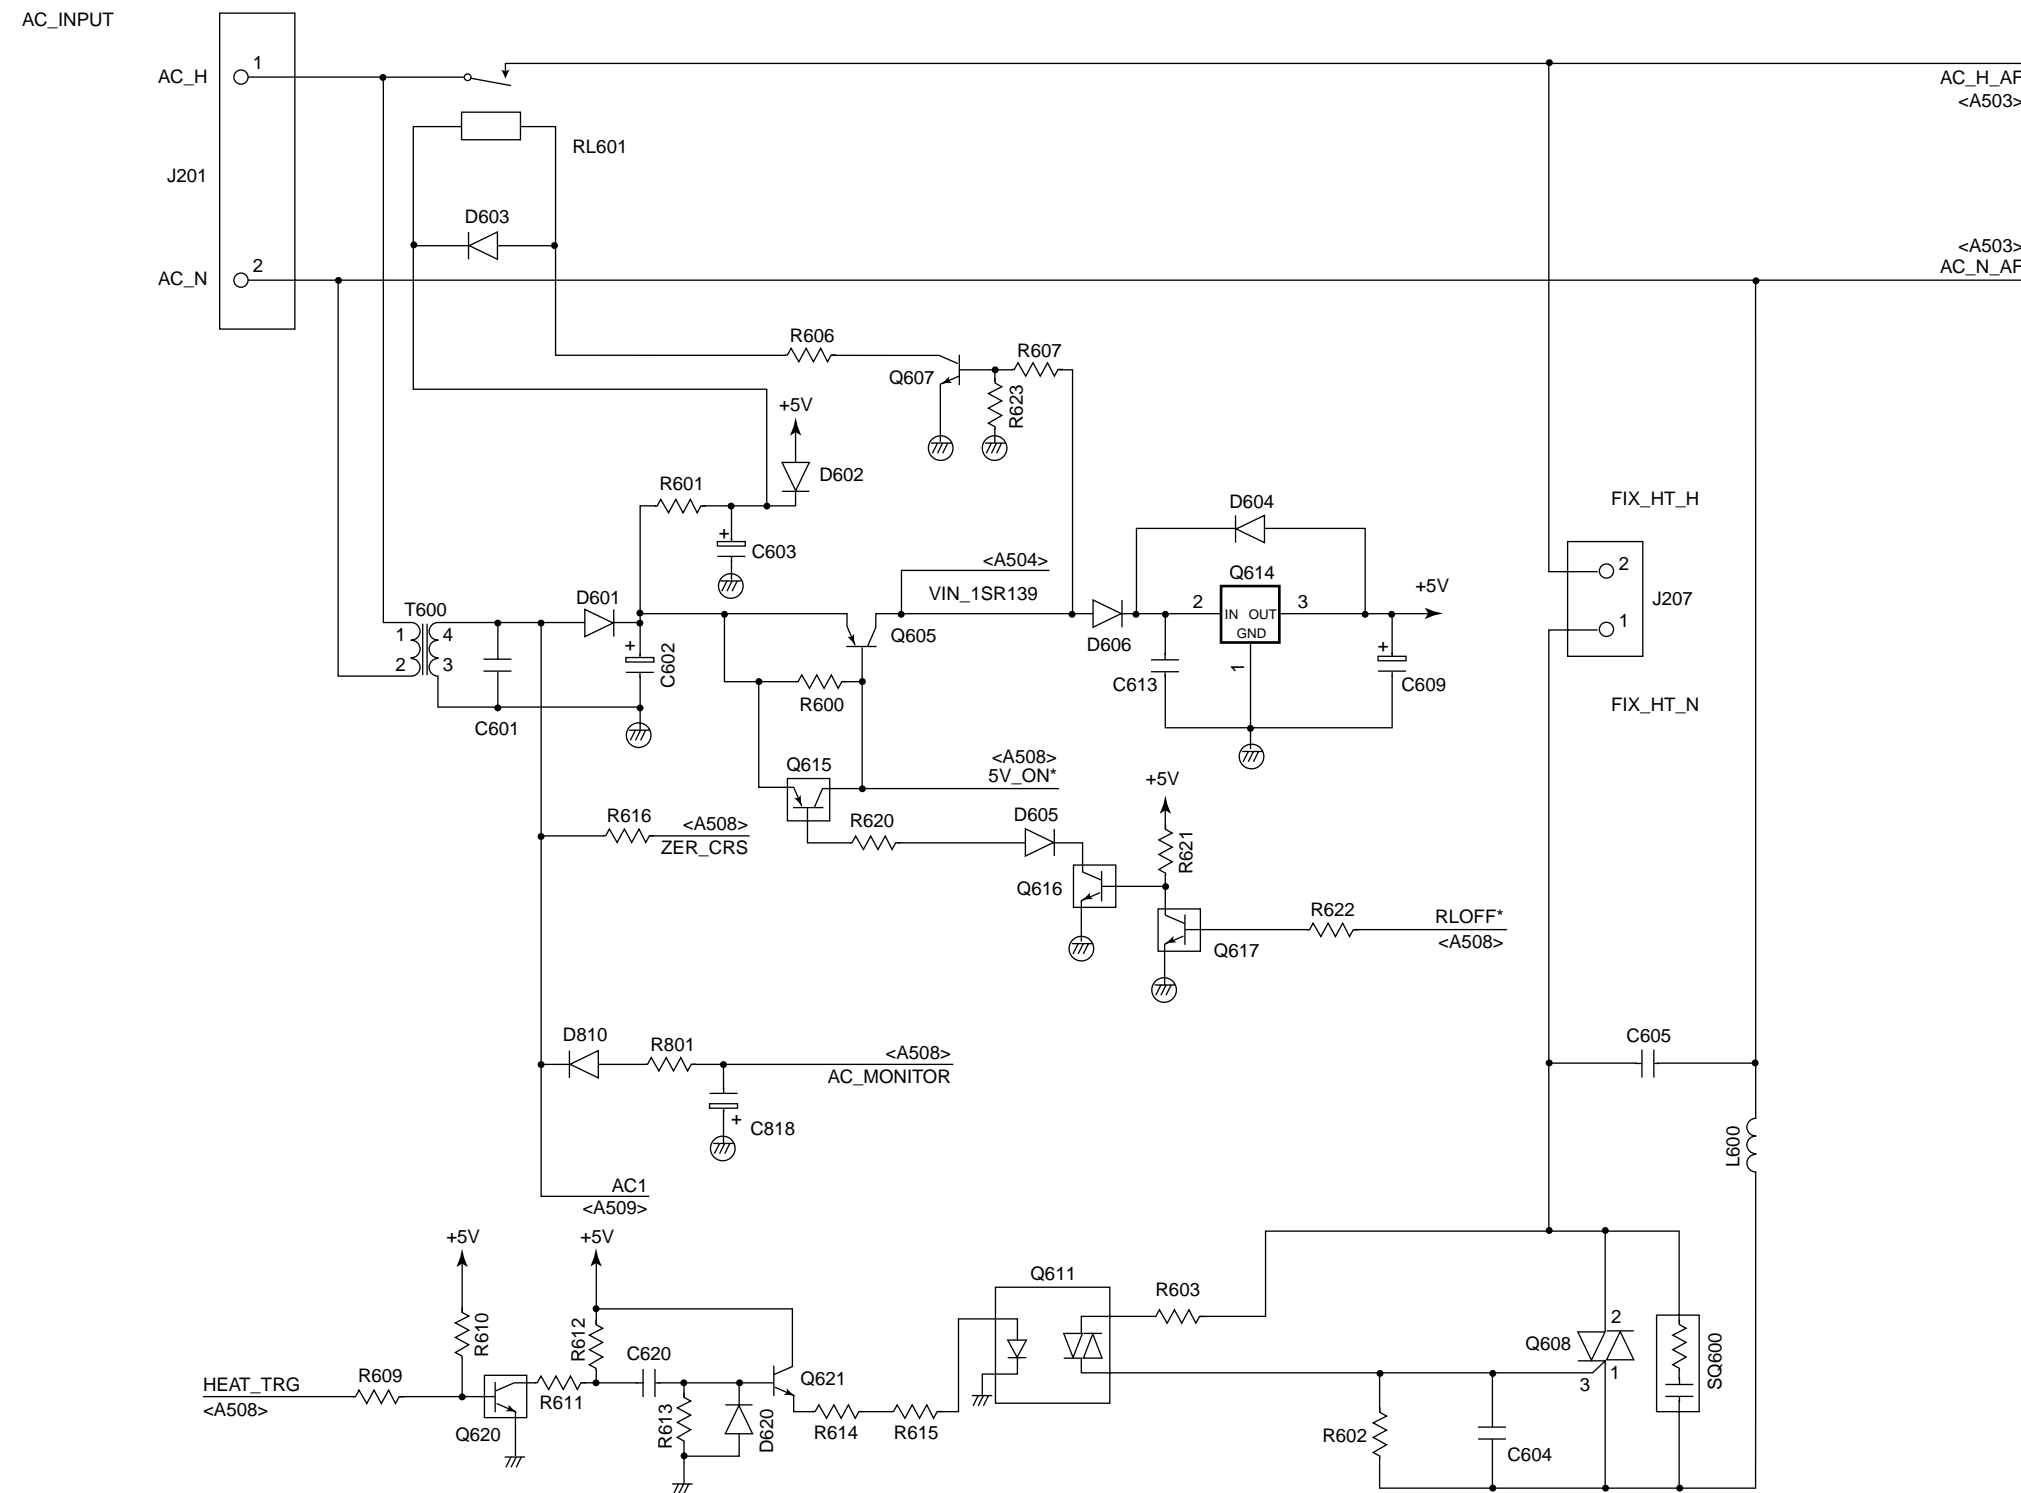 AC_INPUT
AC_H
1
AC_H_AF
<A503>
RL601
J201
D603
<A503>
AC_N
2
AC_N_AF
R606
R607
Q607
R623
+5V
D602
R601
C603
D604
FIX_HT_H
<A504>
VIN_1SR139
Q614
+5V
2
J207
1
T600
1
4
2
3
D601
C602
Q605
D606
2
IN OUT
GND
3
1
C613
C609
C601
R600
FIX_HT_N
Q615
<A508>
5V_ON*
+5V
R616
<A508>
ZER_CRS
R620
D605
R621
Q616
R622
RLOFF*
<A508>
Q617
D810
R801
<A508>
AC_MONITOR
+
C818
C605
L600
AC1
<A509>
+5V
+5V
R610
R612
C620
Q621
Q611
R603
2
Q608
1
3
SQ600
HEAT_TRG
<A508>
R609
Q620
R611
R613
D620
R614
R615
R602
C604
+
+
+